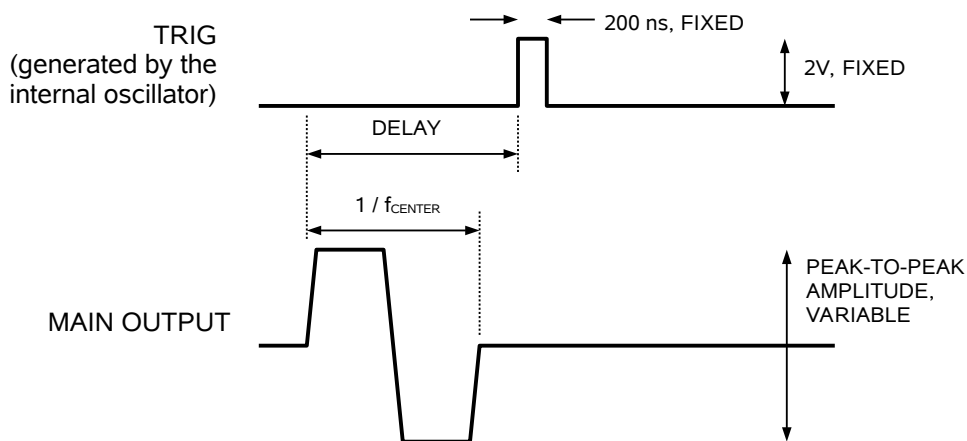 TRIG
(generated by the
internal oscillator)
200 ns, FIXED
2V, FIXED
DELAY
1 / fCENTER
MAIN OUTPUT
PEAK-TO-PEAK
AMPLITUDE,
VARIABLE